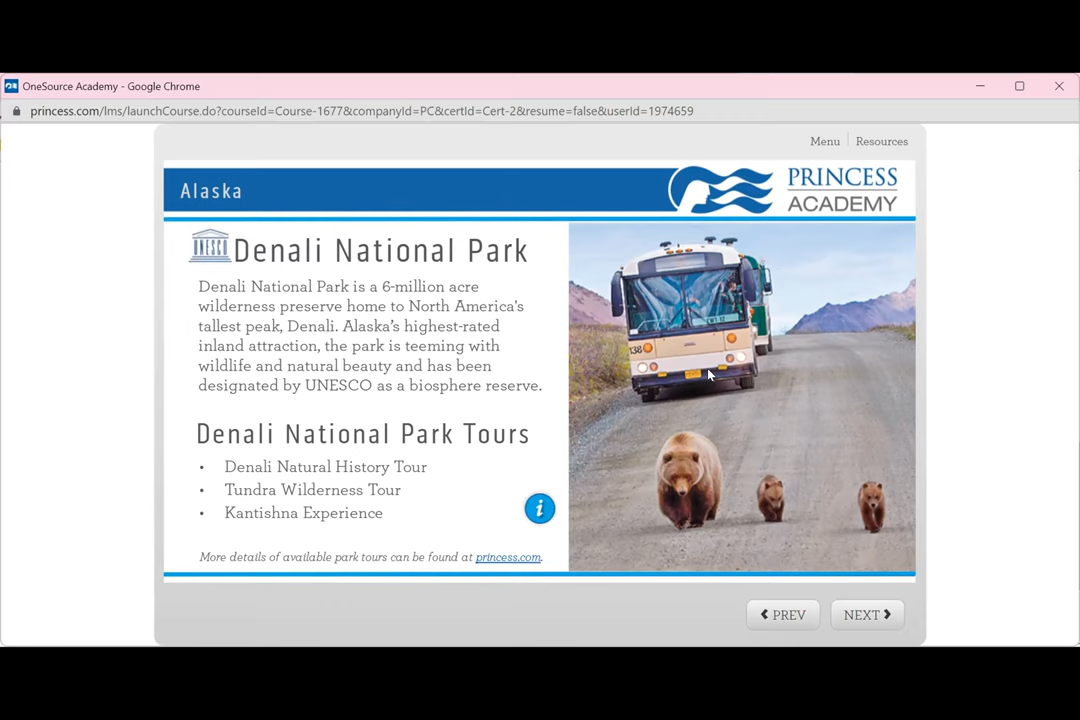 OneSource Academy - Google Chrome
princess.com/lms/launchCourse.do?courseId=Course-1677&companyId=PC&certId=Cert-2&resume=false&userId=1974659
Menu
Resources
Alaska
PRINCESS
ACADEMY
UNESCO
Denali National Park
Denali National Park is a 6-million acre
wilderness preserve home to North America's
tallest peak, Denali. Alaska’s highest-rated
inland attraction, the park is teeming with
wildlife and natural beauty and has been
designated by UNESCO as a biosphere reserve.
Denali National Park Tours
• Denali Natural History Tour
• Tundra Wilderness Tour
• Kantishna Experience
i
More details of available park tours can be found at princess.com.
138
PREV
NEXT